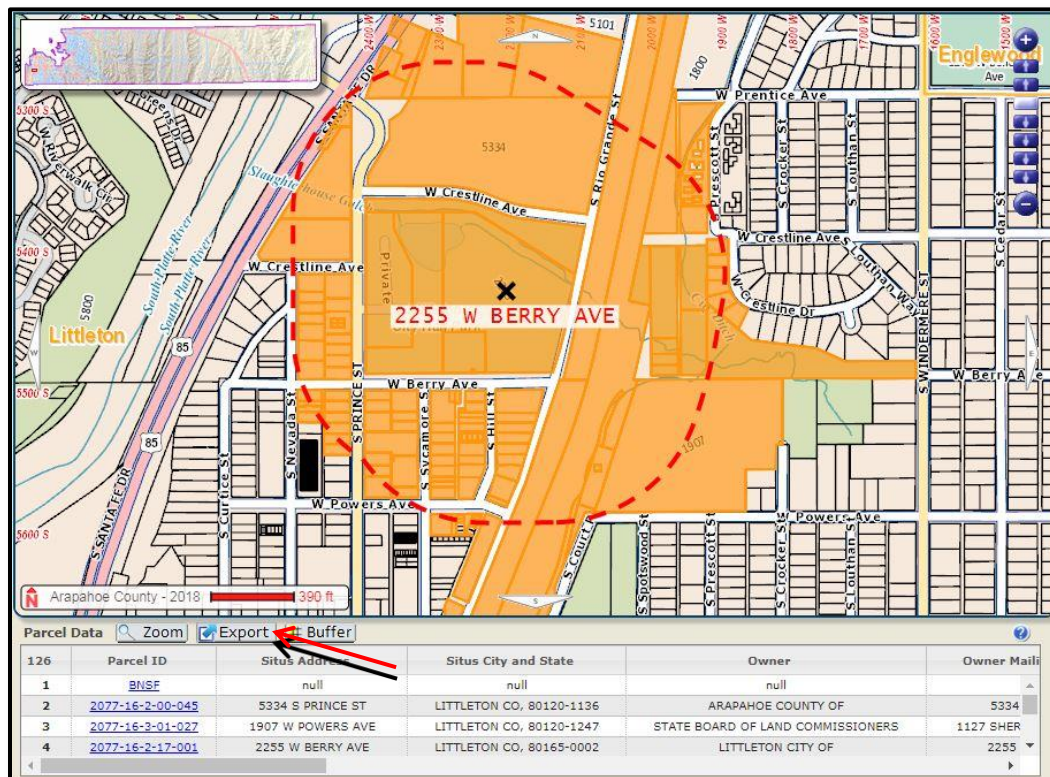 5101
2400 W
2300 W
2100 W
2000 W
1900 W
1800 W
1700 W
1600 W
Englewood
Ave
1800
5300 S
Greens Dr
W Riverwalk Cir
S SANTA FE DR
W Prentice Ave
5334
S Rio Grande St
S Prescott St
S Crocker St
S Louthan St
Slaughterhouse Gulch
W Crestline Ave
S Cedar St
5400 S
South Platte River
South Platte River
W Crestline Ave
W Crestline Ave
S Louthan Way
Private
5800
W Crestline Dr
City Ditch
2255 W BERRY AVE
Littleton
85
S WINDERMERE ST
W Berry Ave
W Berry Ave
5500 S
S Nevada St
S PRINCE ST
S Sycamore S
S Hill St
85
S Curtice St
1907
W Powers Ave
W Powers Ave
5600 S
S SANTA FE DR
S Court P
S Spotswood St
S Prescott St
S Crocker St
S Louthan St
N
Arapahoe County - 2018
390 ft
Parcel Data
Zoom
Export
Buffer
126 Parcel ID Situs Address Situs City and State Owner Owner Maili
1 BNSF null null null
2 2077-16-2-00-045 5334 S PRINCE ST LITTLETON CO, 80120-1136 ARAPAHOE COUNTY OF 5334
3 2077-16-3-01-027 1907 W POWERS AVE LITTLETON CO, 80120-1247 STATE BOARD OF LAND COMMISSIONERS 1127 SHER
4 2077-16-2-17-001 2255 W BERRY AVE LITTLETON CO, 80165-0002 LITTLETON CITY OF 2255